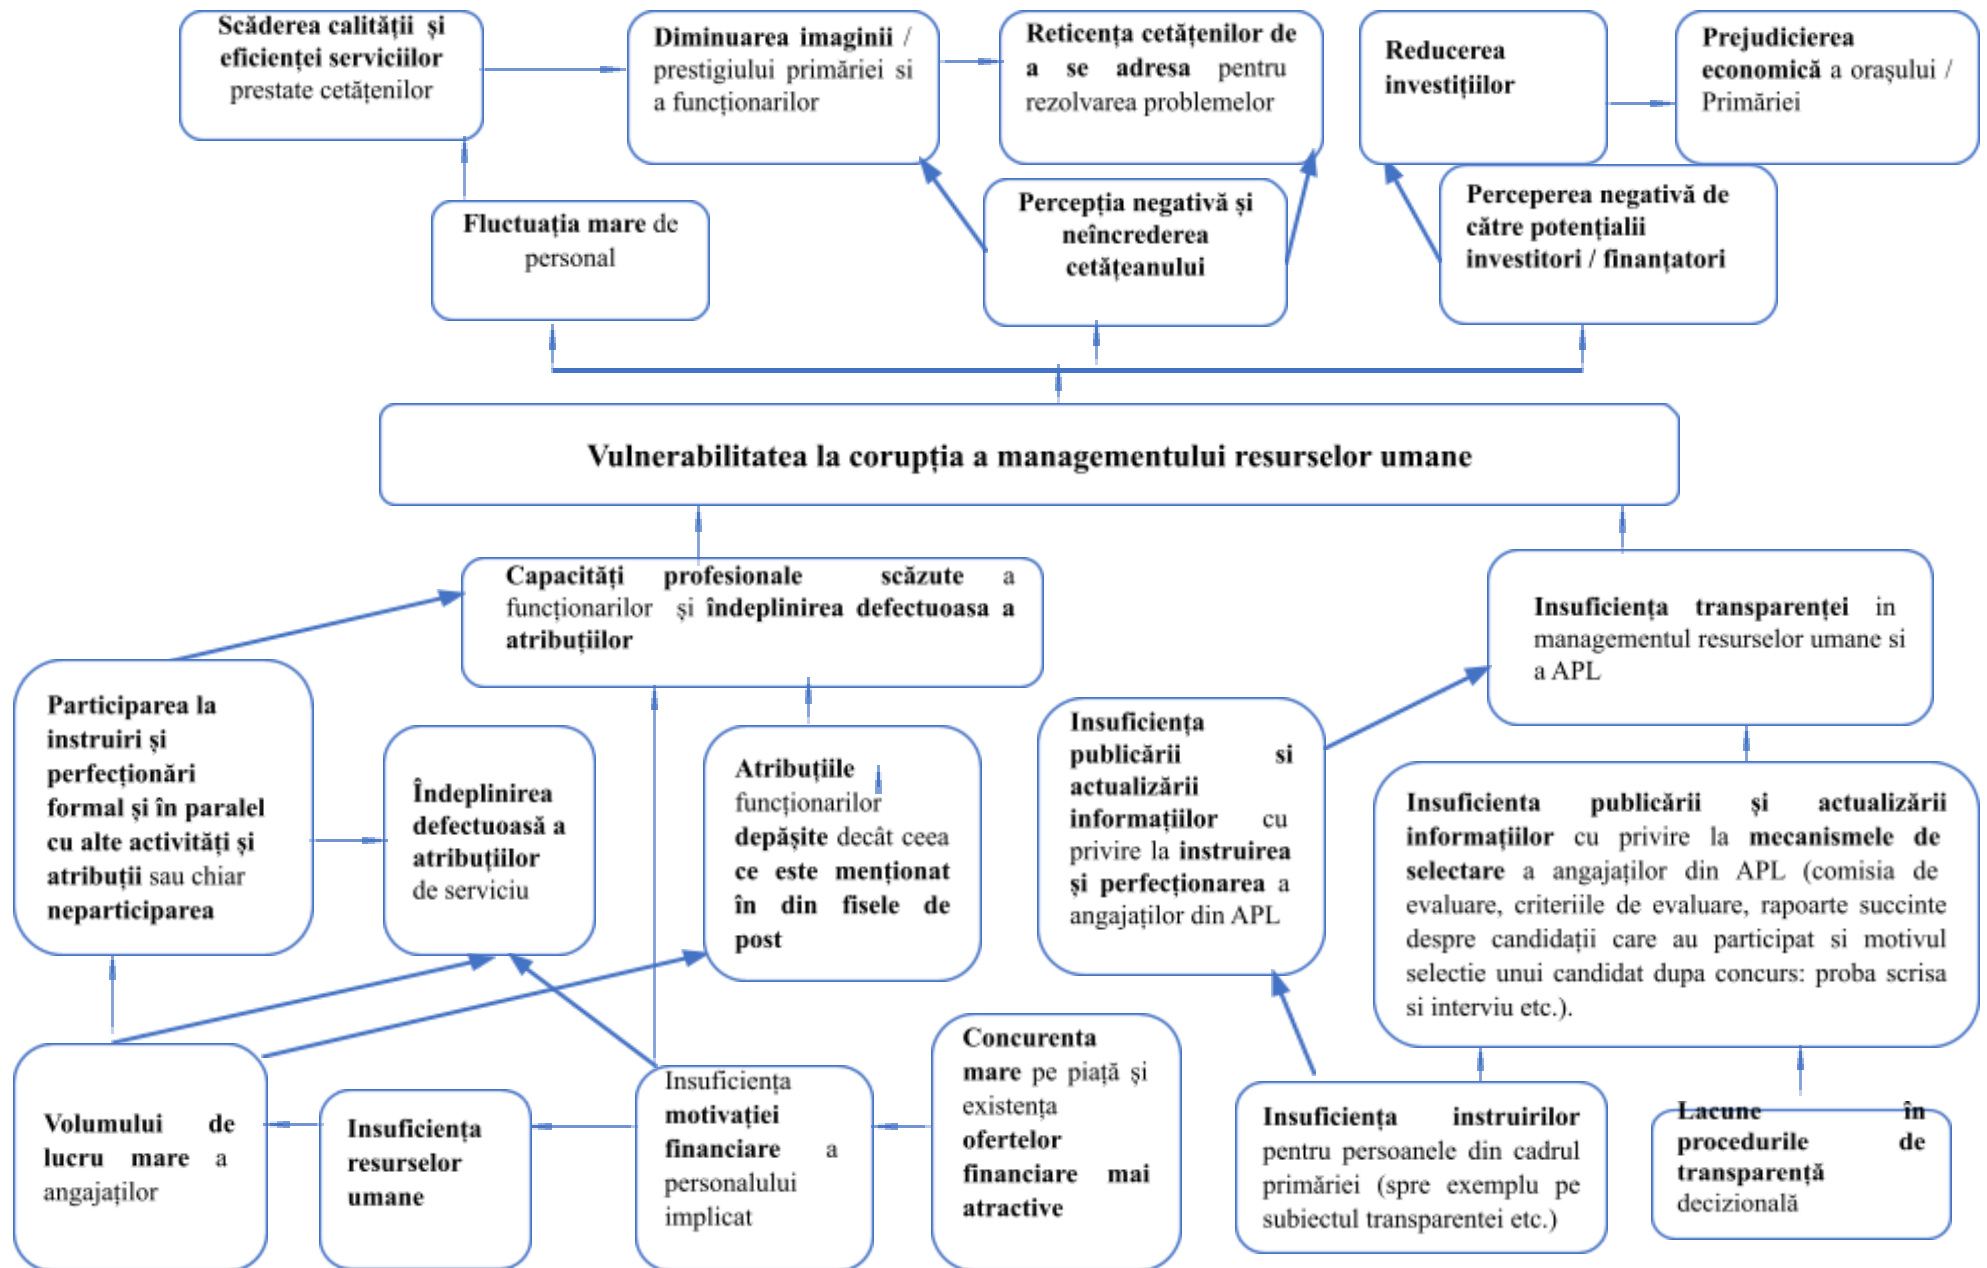 Scăderea calității și
eficienței serviciilor
prestate cetățenilor
Diminuarea imaginii /
prestigiului primăriei si
a funcționarilor
Reticența cetățenilor de
a se adresa pentru
rezolvarea problemelor
Reducerea
investițiilor
Prejudicierea
economică a orașului /
Primăriei
Fluctuația mare de
personal
Percepția negativă și
neîncrederea
cetățeanului
Perceperea negativă de
către potențialii
investitori / finanțatori
Vulnerabilitatea la corupția a managementului resurselor umane
Capacități profesionale scăzute a
funcționarilor și îndeplinirea defectuoasa a
atribuțiilor
Insuficiența transparenței in
managementul resurselor umane si
a APL
Participarea la
instruiri și
perfecționări
formal și în paralel
cu alte activități și
atribuții sau chiar
neparticiparea
Îndeplinirea
defectuoasă a
atribuțiilor
de serviciu
Atribuțiile
funcționarilor
depășite decât ceea
ce este menționat
în din fisele de
post
Insuficiența
publicării si
actualizării
informațiilor cu
privire la instruirea
și perfecționarea a
angajaților din APL
Insuficienta publicării și actualizării
informațiilor cu privire la mecanismele de
selectare a angajaților din APL (comisia de
evaluare, criteriile de evaluare, rapoarte succinte
despre candidații care au participat si motivul
selectie unui candidat dupa concurs: proba scrisa
si interviu etc.).
Volumului de
lucru mare a
angajaților
Insuficiența
resurselor
umane
Insuficiența
motivației
financiare a
personalului
implicat
Concurenta
mare pe piață și
existența
ofertelor
financiare mai
atractive
Insuficiența instruirilor
pentru persoanele din cadrul
primăriei (spre exemplu pe
subiectul transparentei etc.)
Lacune în
procedurile de
transparență
decizională